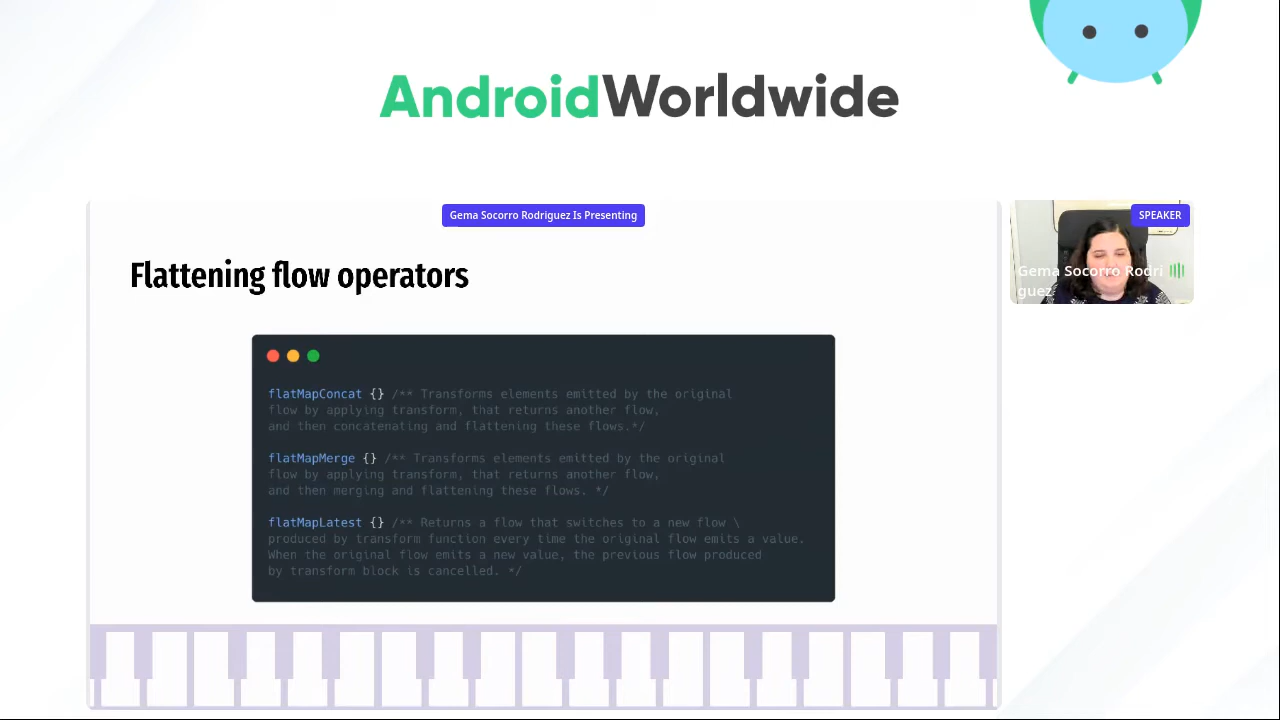 AndroidWorldwide
Gema Socorro Rodriguez Is Presenting
SPEAKER
Gema Socorro Rodri
guez
Flattening flow operators
flatMapConcat {} /** Transforms elements emitted by the original
flow by applying transform, that returns another flow,
and then concatenating and flattening these flows.*/
flatMapMerge {} /** Transforms elements emitted by the original
flow by applying transform, that returns another flow,
and then merging and flattening these flows. */
flatMapLatest {} /** Returns a flow that switches to a new flow \
produced by transform function every time the original flow emits a value.
When the original flow emits a new value, the previous flow produced
by transform block is cancelled. */